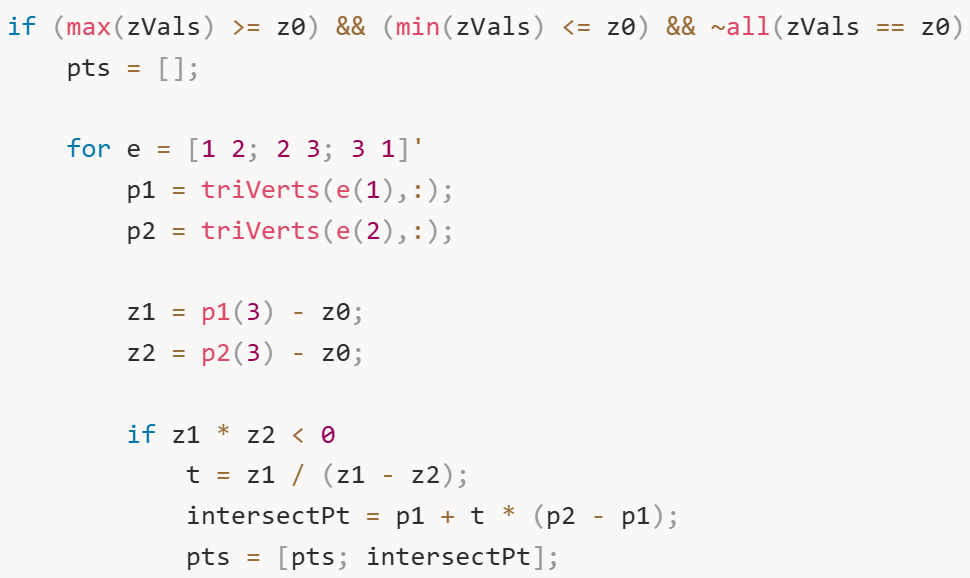 if (max(zVals) >= z0) && (min(zVals) <= z0) && ~all(zVals == z0)
    pts = [];

    for e = [1 2; 2 3; 3 1]'
        p1 = triVerts(e(1),:);
        p2 = triVerts(e(2),:);

        z1 = p1(3) - z0;
        z2 = p2(3) - z0;

        if z1 * z2 < 0
            t = z1 / (z1 - z2);
            intersectPt = p1 + t * (p2 - p1);
            pts = [pts; intersectPt];